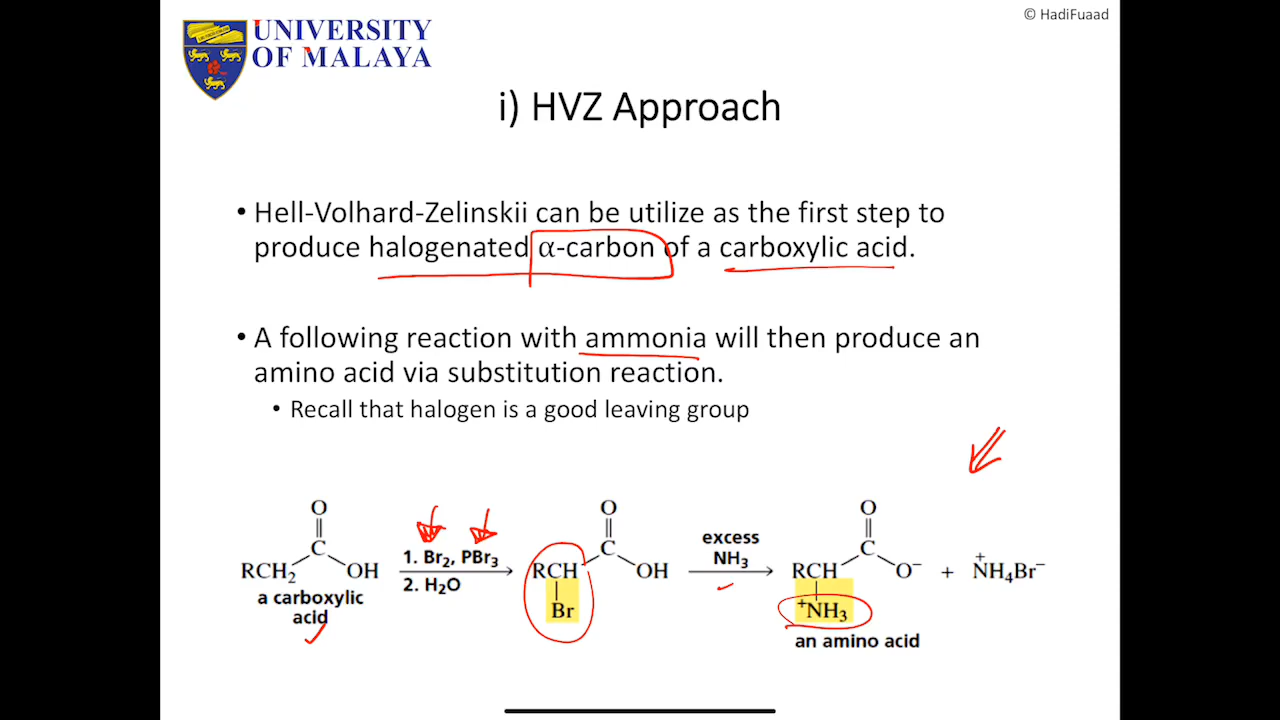 © HadiFuaad
UNIVERSITY
OF MALAYA
i) HVZ Approach
• Hell-Volhard-Zelinskii can be utilize as the first step to
produce halogenated α-carbon of a carboxylic acid.
• A following reaction with ammonia will then produce an
amino acid via substitution reaction.
• Recall that halogen is a good leaving group
O
C
RCH₂ OH
a carboxylic
acid
1. Br₂, PBr₃
2. H₂O
O
C
RCH OH
Br
excess
NH₃
O
C
RCH O⁻ + ⁺NH₄Br⁻
⁺NH₃
an amino acid